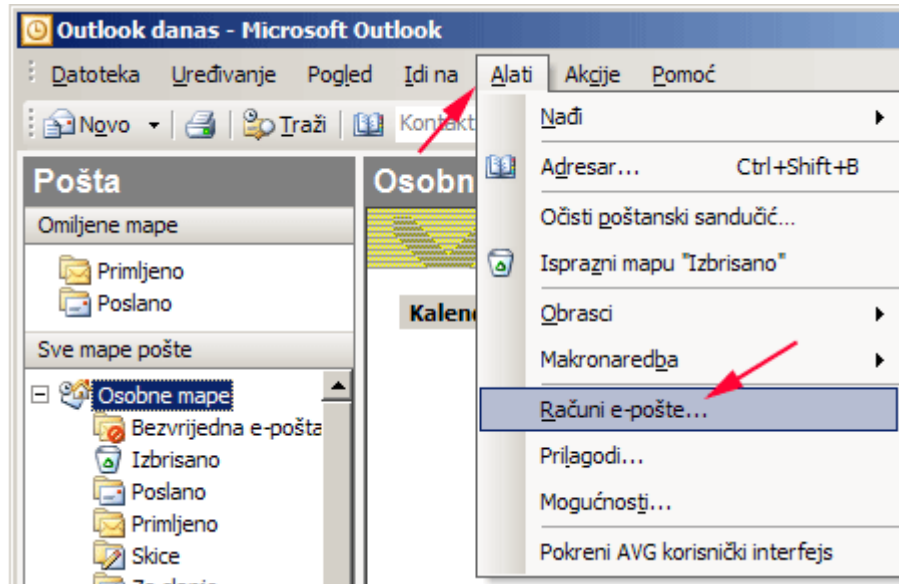 Outlook danas - Microsoft Outlook
Datoteka Uređivanje Pogled Idi na Alati Akcije Pomoć
Novo Traži
Pošta
Omiljene mape
Primljeno
Poslano
Sve mape pošte
Osobne mape
Bezvrijedna e-pošta
Izbrisano
Poslano
Primljeno
Skice
Osobn
Kalen
Nađi
Adresar... Ctrl+Shift+B
Očisti poštanski sandučić...
Isprazni mapu "Izbrisano"
Obrasci
Makronaredba
Računi e-pošte...
Prilagodi...
Mogućnosti...
Pokreni AVG korisnički interfejs